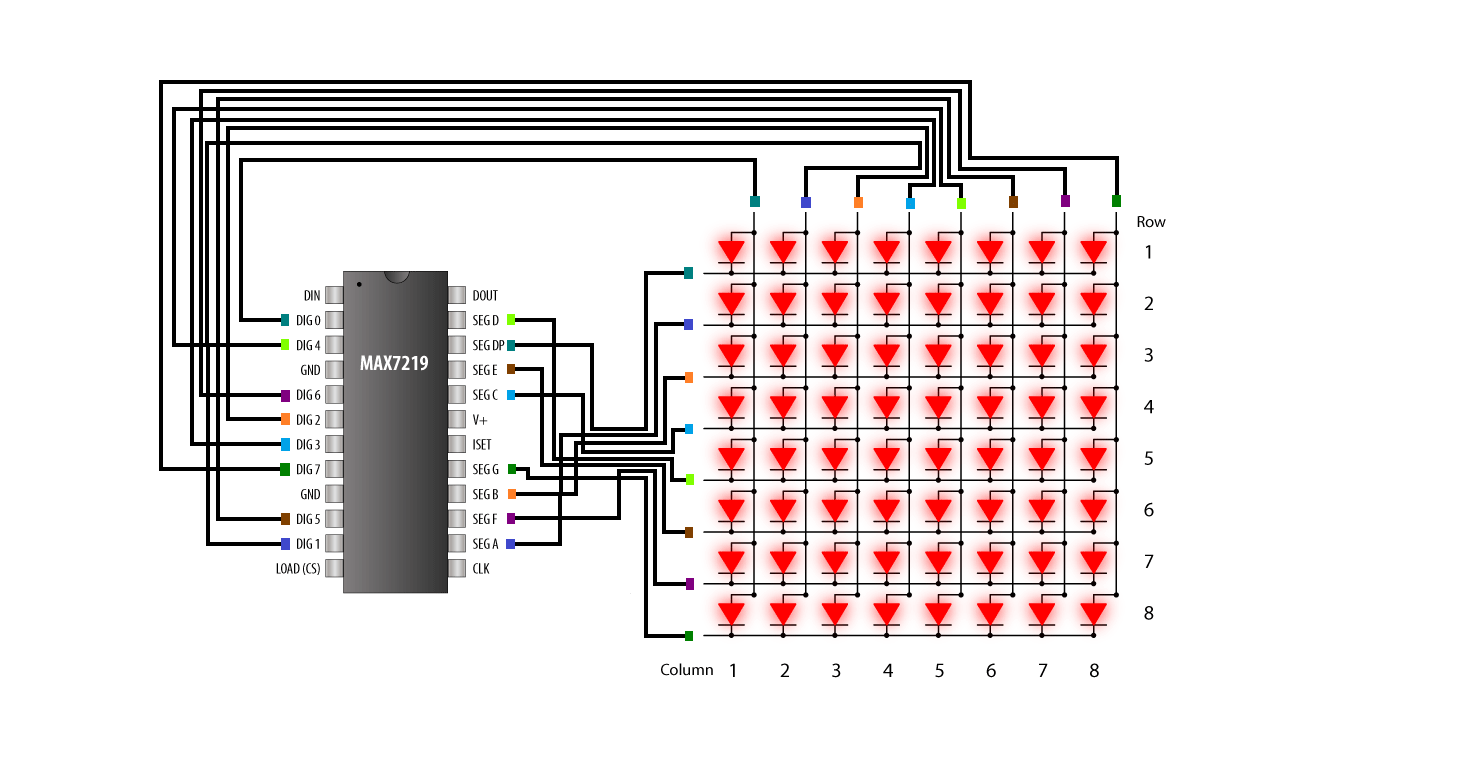 Row
1
2
3
4
5
6
7
8
DIN
DIG 0
DIG 4
GND
DIG 6
DIG 2
DIG 3
DIG 7
GND
DIG 5
DIG 1
LOAD (CS)
MAX7219
DOUT
SEG D
SEG DP
SEG E
SEG C
V+
ISET
SEG G
SEG B
SEG F
SEG A
CLK
Column 1 2 3 4 5 6 7 8